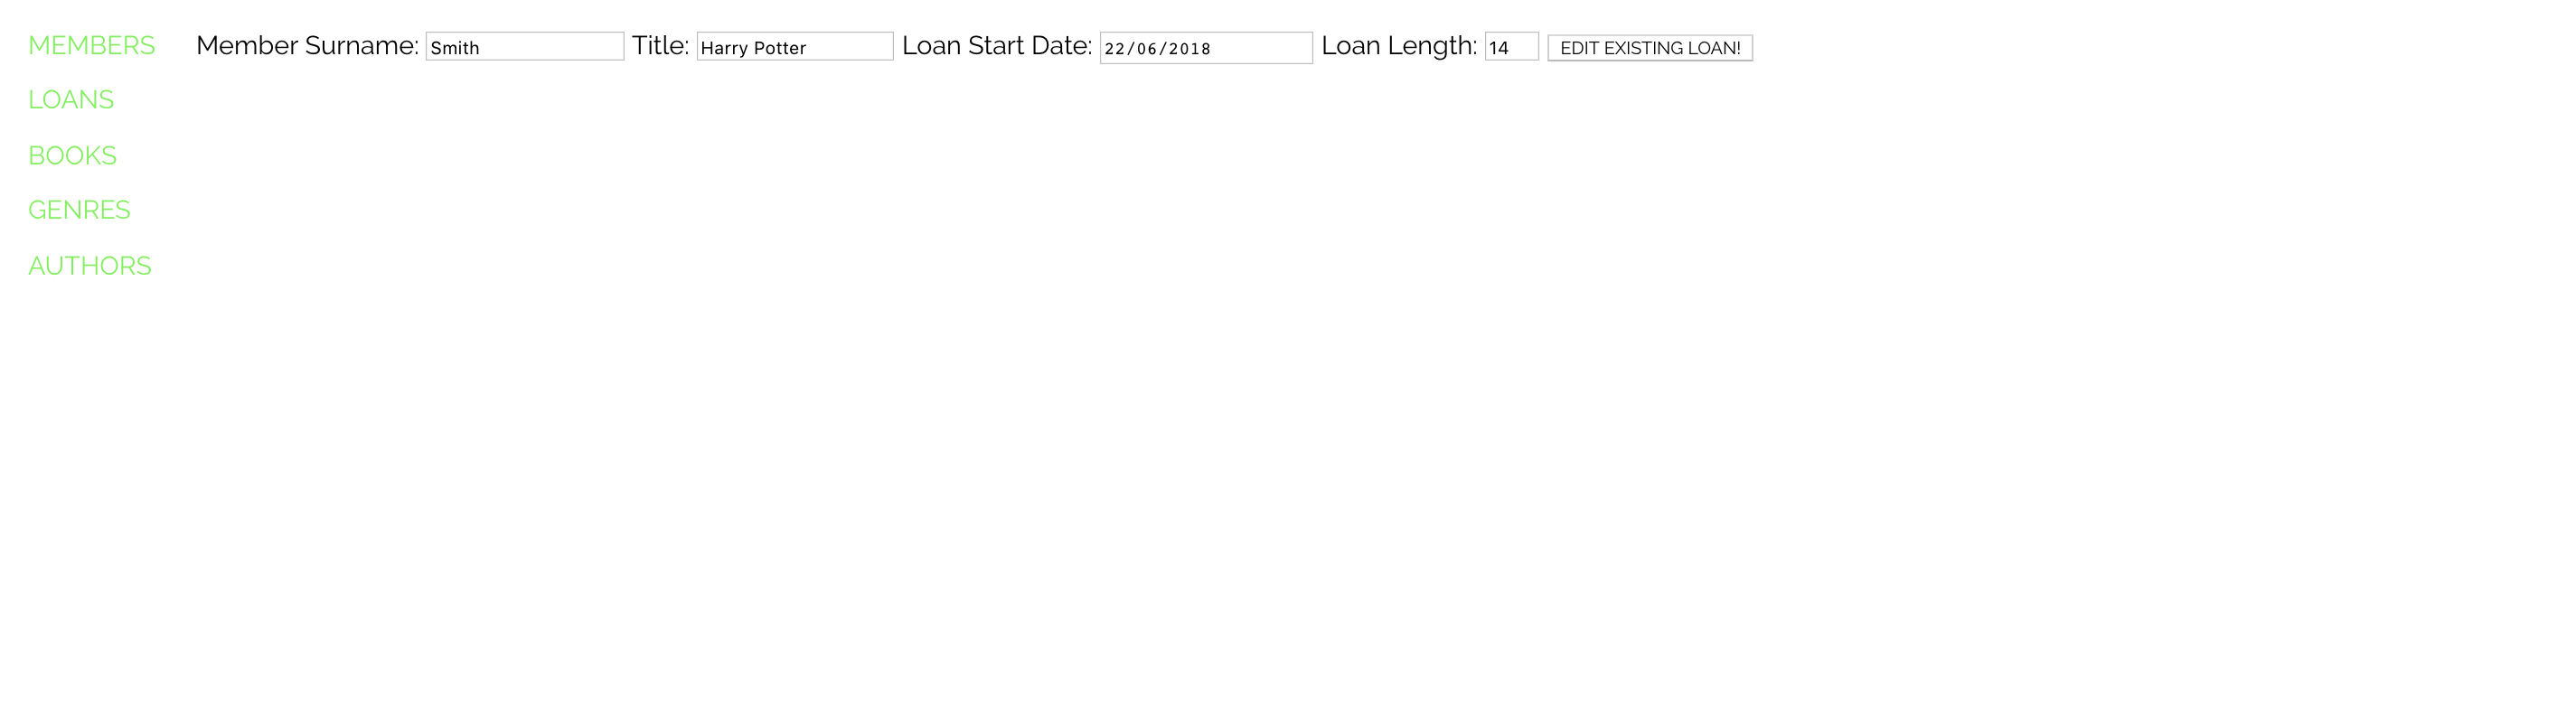 MEMBERS Member Surname: Smith Title: Harry Potter Loan Start Date: 22/06/2018 Loan Length: 14 EDIT EXISTING LOAN!
LOANS
BOOKS
GENRES
AUTHORS